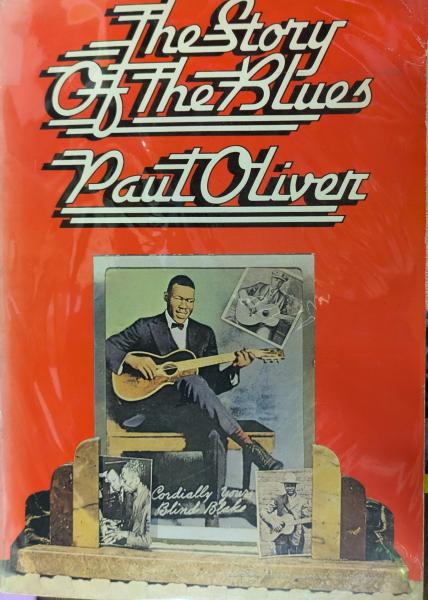 The Story
Of The Blues
Paul Oliver
Cordially Yours
Blind Blake